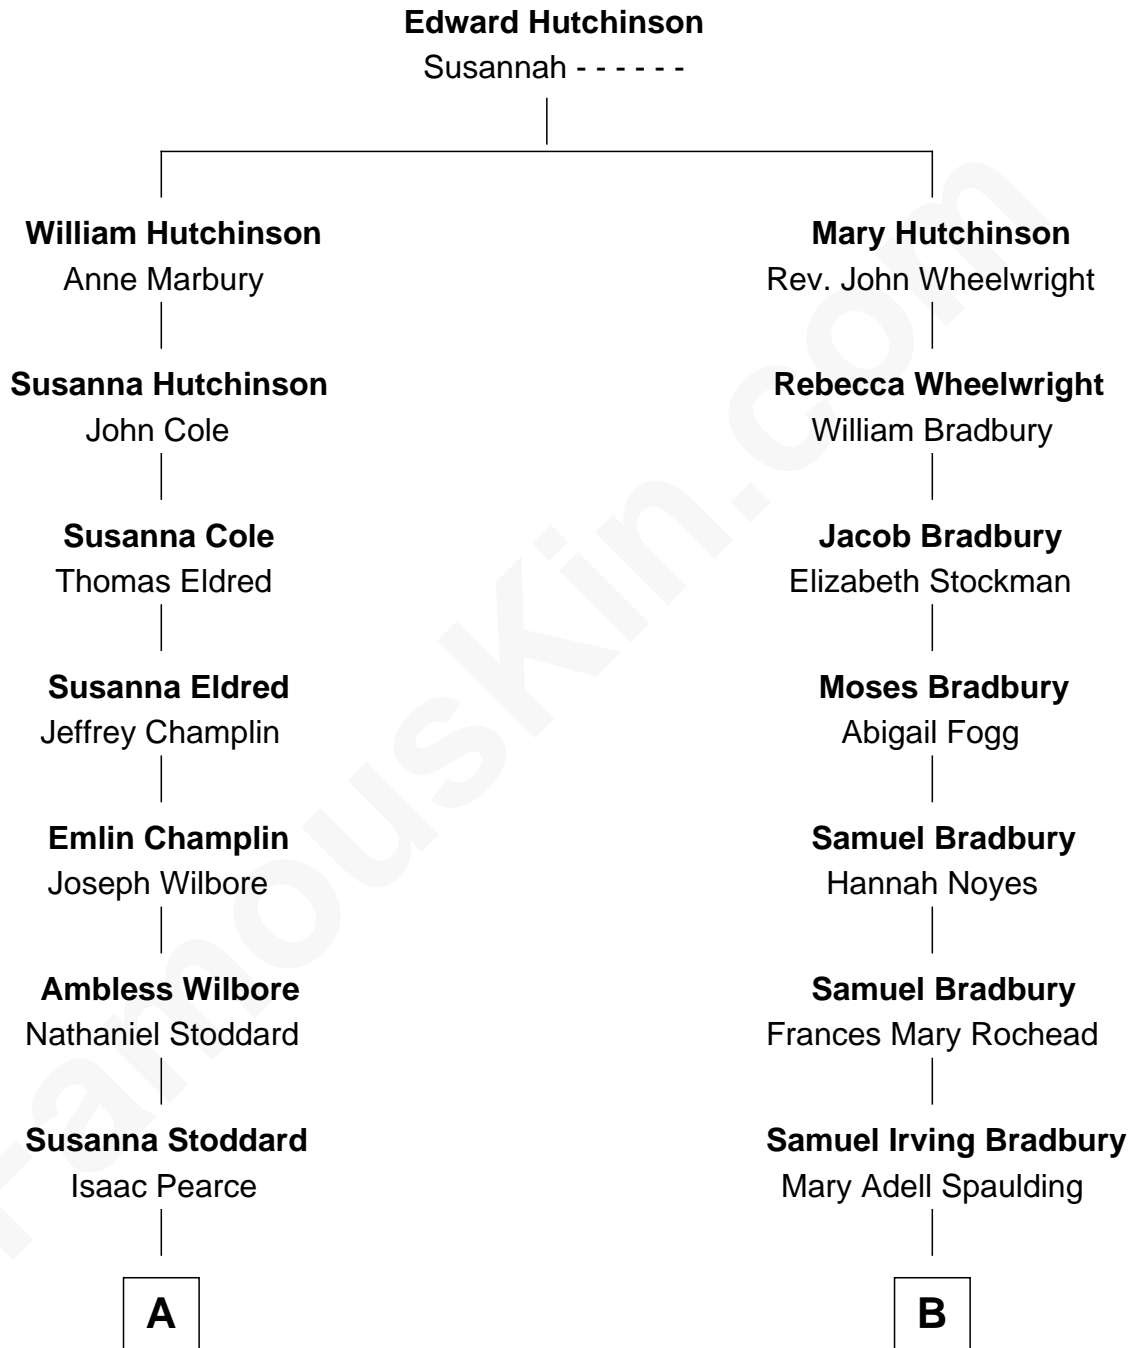 Edward Hutchinson
Susannah - - - - - -
William Hutchinson
Anne Marbury
Mary Hutchinson
Rev. John Wheelwright
Susanna Hutchinson
John Cole
Rebecca Wheelwright
William Bradbury
Susanna Cole
Thomas Eldred
Jacob Bradbury
Elizabeth Stockman
Susanna Eldred
Jeffrey Champlin
Moses Bradbury
Abigail Fogg
Emlin Champlin
Joseph Wilbore
Samuel Bradbury
Hannah Noyes
Ambless Wilbore
Nathaniel Stoddard
Samuel Bradbury
Frances Mary Rochead
Susanna Stoddard
Isaac Pearce
Samuel Irving Bradbury
Mary Adell Spaulding
A
B
FamousKin.com